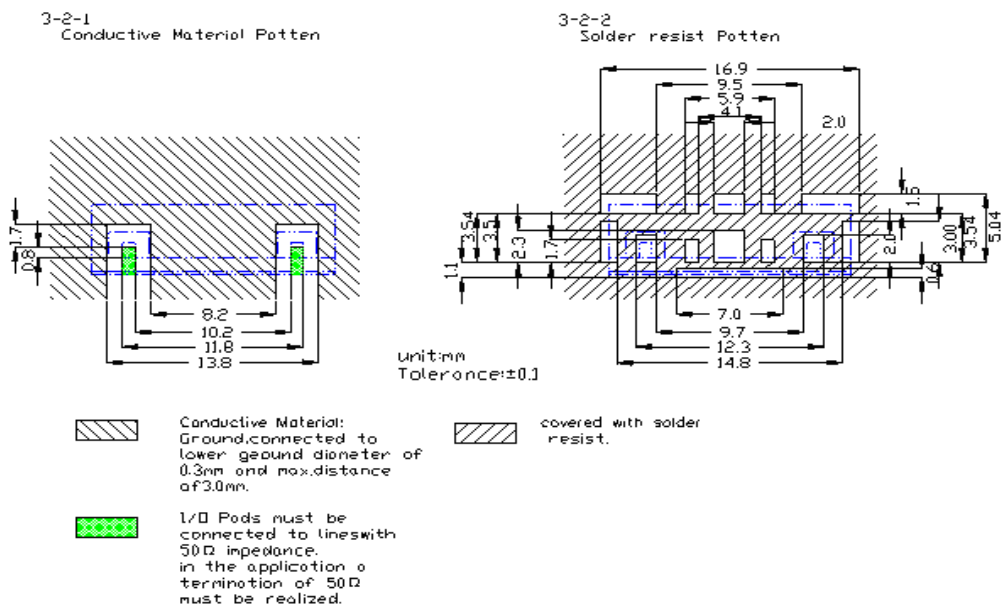 3-2-1
Conductive Material Potten
3-2-2
Solder resist Potten
16.9
9.5
5.9
4.1
2.0
1.7
0.8
3.54
3.5
2.3
1.7
1.1
1.5
2.0
3.00
3.54
5.04
0.6
8.2
10.2
11.8
13.8
7.0
9.7
12.3
14.8
unit:mm
Tolerance:±0.1
Conductive Material:
Ground.connected to
lower geound diameter of
0.3mm and max.distance
of3.0mm.
covered with solder
resist.
I/O Pods must be
connected to lineswith
50Ω impedance.
in the application a
termination of 50Ω
must be realized.